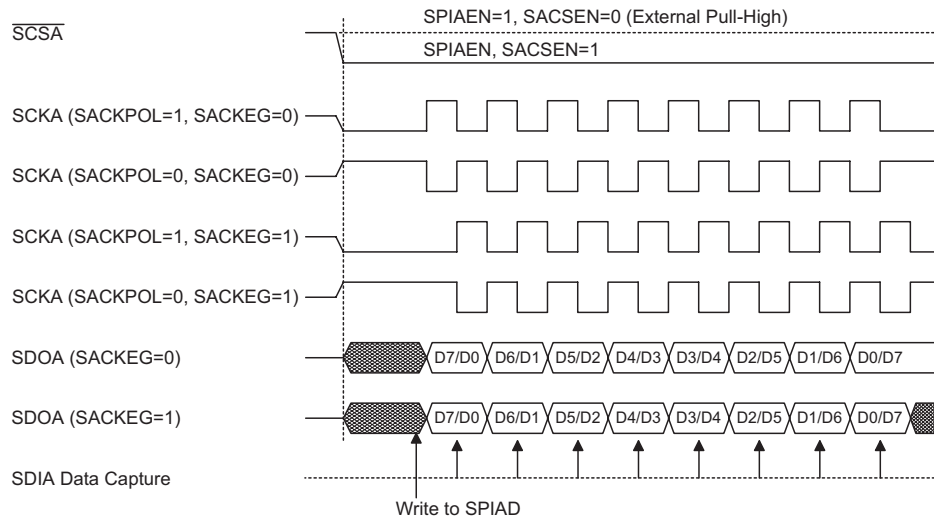 SPIAEN=1, SACSEN=0 (External Pull-High)
SCSA
SPIAEN, SACSEN=1
SCKA (SACKPOL=1, SACKEG=0)
SCKA (SACKPOL=0, SACKEG=0)
SCKA (SACKPOL=1, SACKEG=1)
SCKA (SACKPOL=0, SACKEG=1)
SDOA (SACKEG=0) D7/D0 D6/D1 D5/D2 D4/D3 D3/D4 D2/D5 D1/D6 D0/D7
SDOA (SACKEG=1) D7/D0 D6/D1 D5/D2 D4/D3 D3/D4 D2/D5 D1/D6 D0/D7
SDIA Data Capture
Write to SPIAD